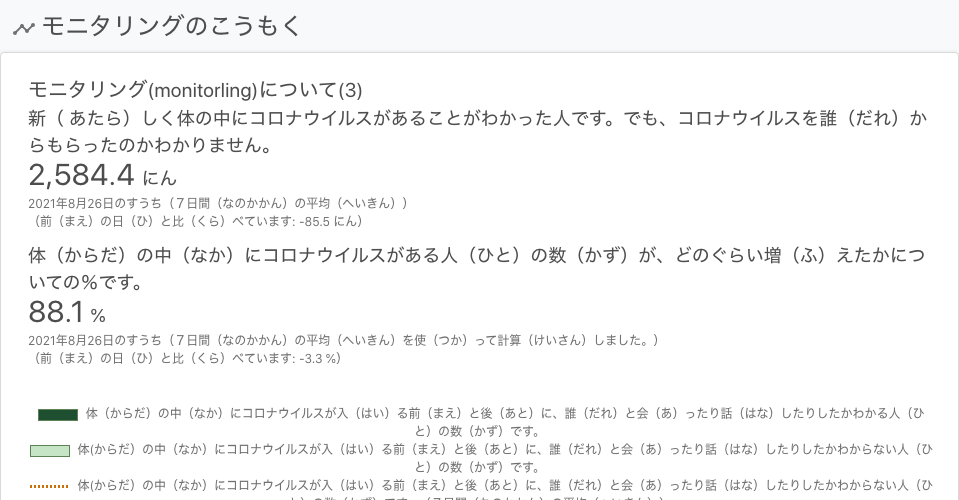 モニタリングのこうもく
モニタリング(monitorling)について(3)
新（ あたら）しく体の中にコロナウイルスがあることがわかった人です。でも、コロナウイルスを誰（だれ）か
らもらったのかわかりません。
2,584.4 にん
2021年8月26日のすうち（７日間（なのかかん）の平均（へいきん））
（前（まえ）の日（ひ）と比（くら）べています: -85.5 にん）
体（からだ）の中（なか）にコロナウイルスがある人（ひと）の数（かず）が、どのぐらい増（ふ）えたかにつ
いての%です。
88.1 %
2021年8月26日のすうち（７日間（なのかかん）の平均（へいきん）を使（つか）って計算（けいさん）しました。）
（前（まえ）の日（ひ）と比（くら）べています: -3.3 %）
体（からだ）の中（なか）にコロナウイルスが入（はい）る前（まえ）と後（あと）に、誰（だれ）と会（あ）ったり話（はな）したりしたかわかる人（ひ
と）の数（かず）です。
体(からだ）の中（なか）にコロナウイルスが入（はい）る前（まえ）と後（あと）に、誰（だれ）と会（あ）ったり話（はな）したりしたかわからない人（ひ
と）の数（かず）です。
体(からだ）の中（なか）にコロナウイルスが入（はい）る前（まえ）と後（あと）に、誰（だれ）と会（あ）ったり話（はな）したりしたかわからない人（ひ